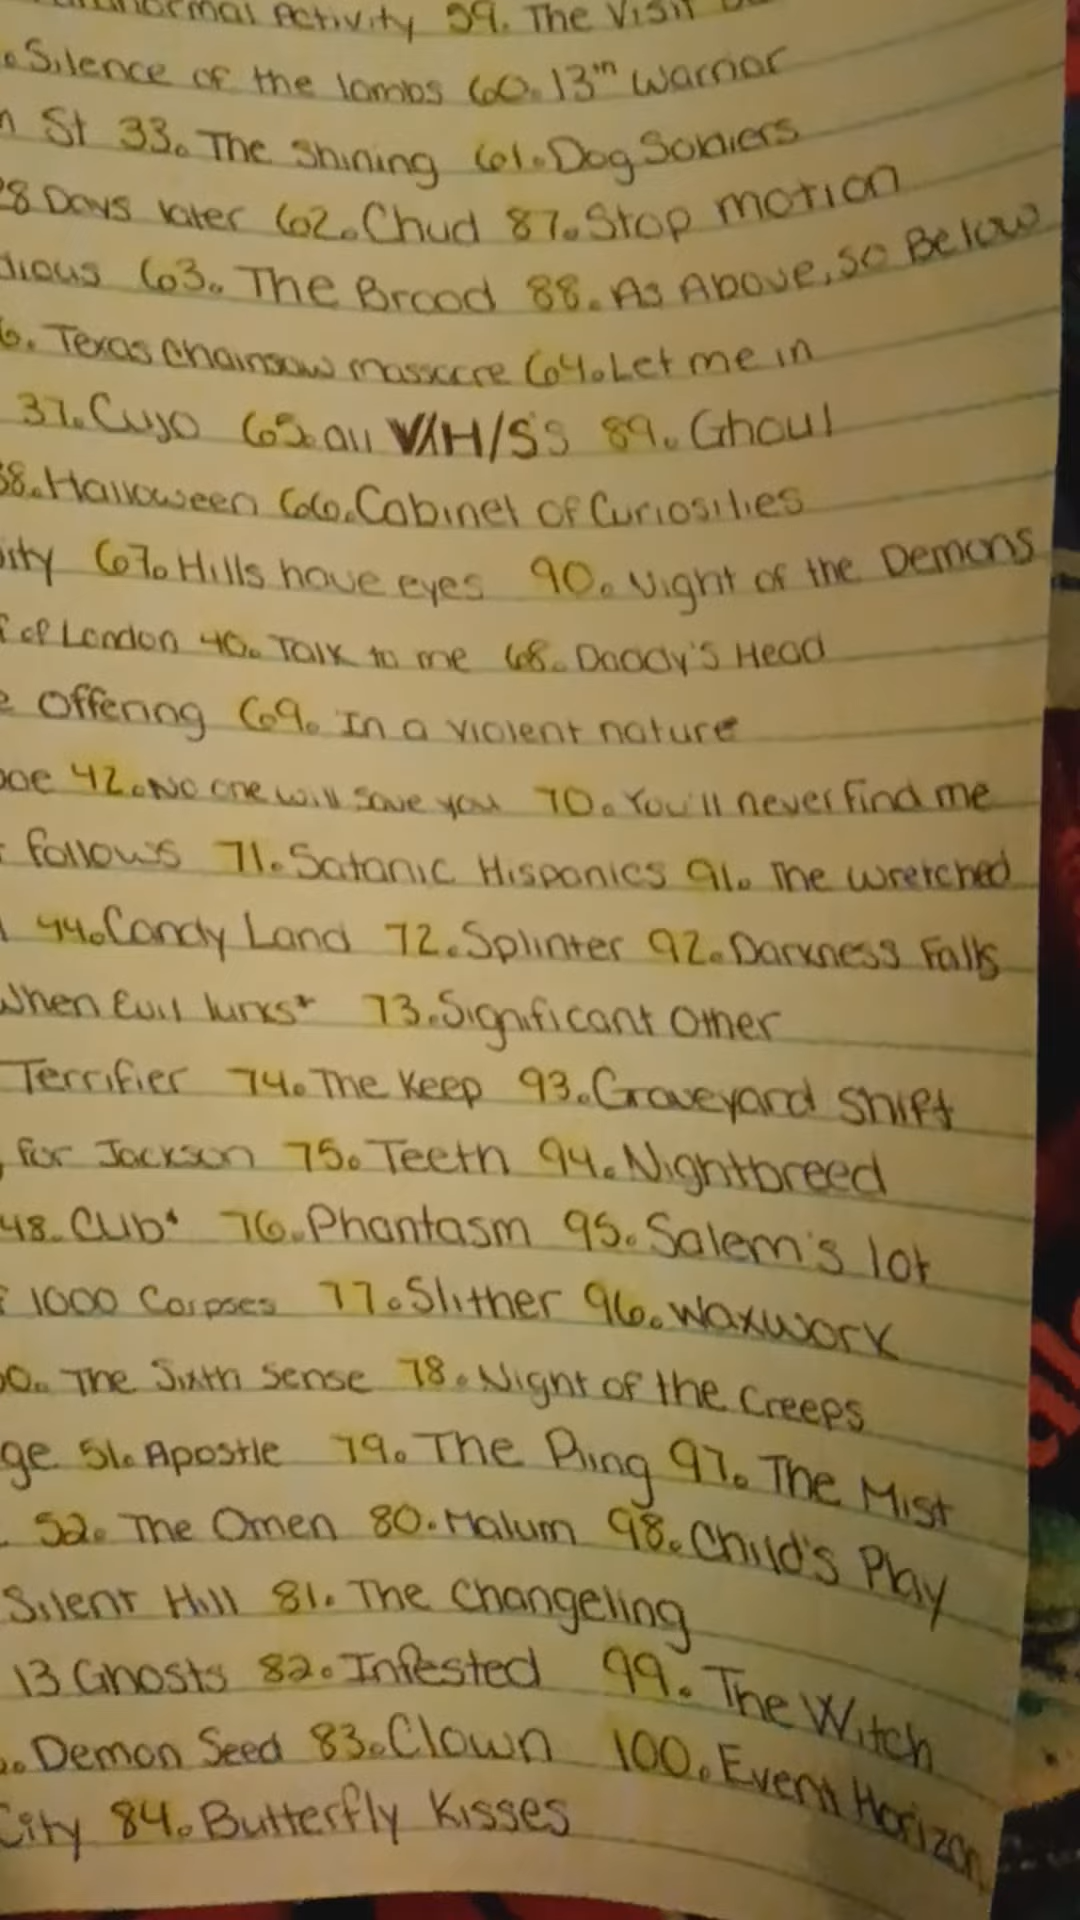 Activity 59. The Visit
Silence of the lambs 60. 13th Warrior
St 33. The Shining 61. Dog Soldiers
28 Days later 62. Chud 87. Stop motion
63. The Brood 88. As Above, so Below
Texas Chainsaw massacre 64. Let me in
37. Cujo 65. all V/H/S's 89. Ghoul
38. Halloween 66. Cabinet of Curiosities
67. Hills have eyes 90. Night of the Demons
of London 40. Talk to me 68. Daddy's Head
Offering 69. In a violent nature
42. No one will save you 70. You'll never find me
follows 71. Satanic Hispanics 91. The Wretched
44. Candy Land 72. Splinter 92. Darkness Falls
When Evil lurks* 73. Significant Other
Terrifier 74. The Keep 93. Graveyard Shift
for Jackson 75. Teeth 94. Nightbreed
48. Cub* 76. Phantasm 95. Salem's lot
1000 Corpses 77. Slither 96. Waxwork
The Sixth Sense 78. Night of the Creeps
51. Apostle 79. The Ring 97. The Mist
52. The Omen 80. Malum 98. Child's Play
Silent Hill 81. The Changeling
13 Ghosts 82. Infested 99. The Witch
Demon Seed 83. Clown 100. Event Horizon
City 84. Butterfly Kisses